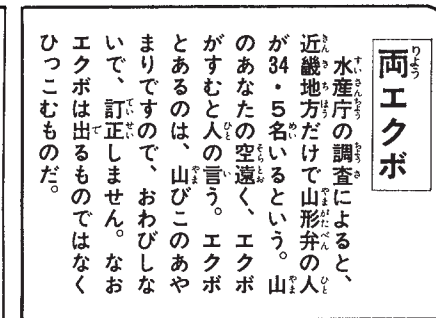 両エクボ
水産庁の調査によると、
近畿地方だけで山形弁の人
が34・5名いるという。山
のあなたの空遠く、エクボ
がすむと人の言う。エクボ
とあるのは、山びこのあや
まりですので、おわびしな
いで、訂正しません。なお
エクボは出るものではなく
ひっこむものだ。